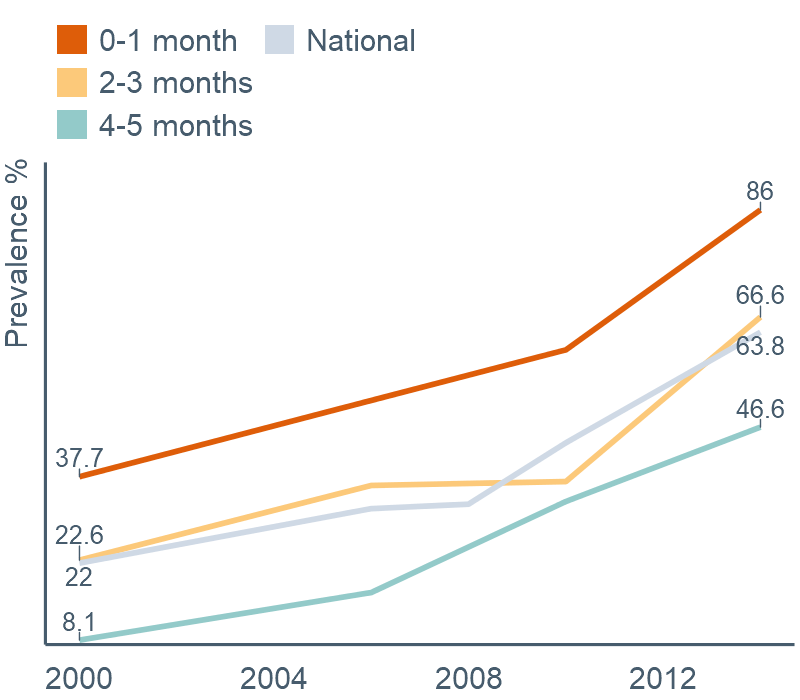 0-1 month
National
2-3 months
4-5 months
Prevalence %
86
66.6
63.8
46.6
37.7
22.6
22
8.1
2000 2004 2008 2012